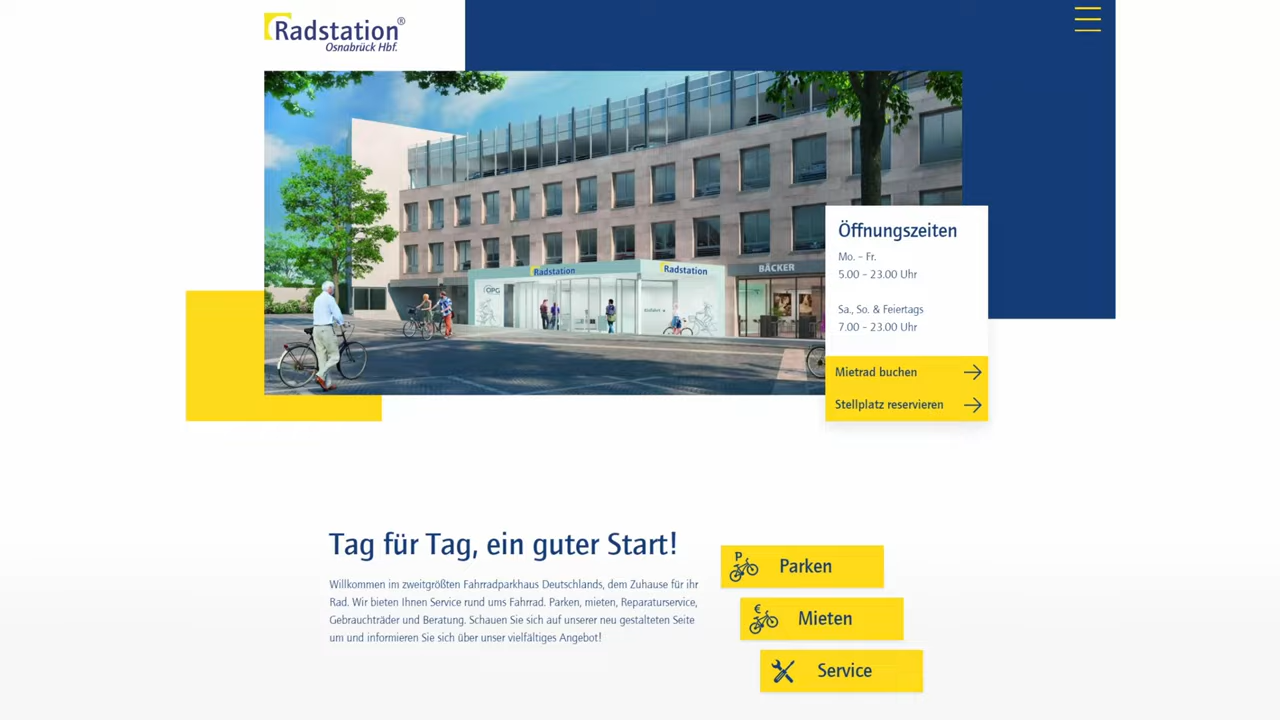 Radstation®
Osnabrück Hbf.
Radstation
Radstation
BÄCKER
OPG
Öffnungszeiten
Mo. - Fr.
5.00 - 23.00 Uhr
Sa., So. & Feiertags
7.00 - 23.00 Uhr
Mietrad buchen
Stellplatz reservieren
Tag für Tag, ein guter Start!
Willkommen im zweitgrößten Fahrradparkhaus Deutschlands, dem Zuhause für ihr
Rad. Wir bieten Ihnen Service rund ums Fahrrad. Parken, mieten, Reparaturservice,
Gebrauchträder und Beratung. Schauen Sie sich auf unserer neu gestalteten Seite
um und informieren Sie sich über unser vielfältiges Angebot!
P
Parken
€
Mieten
Service